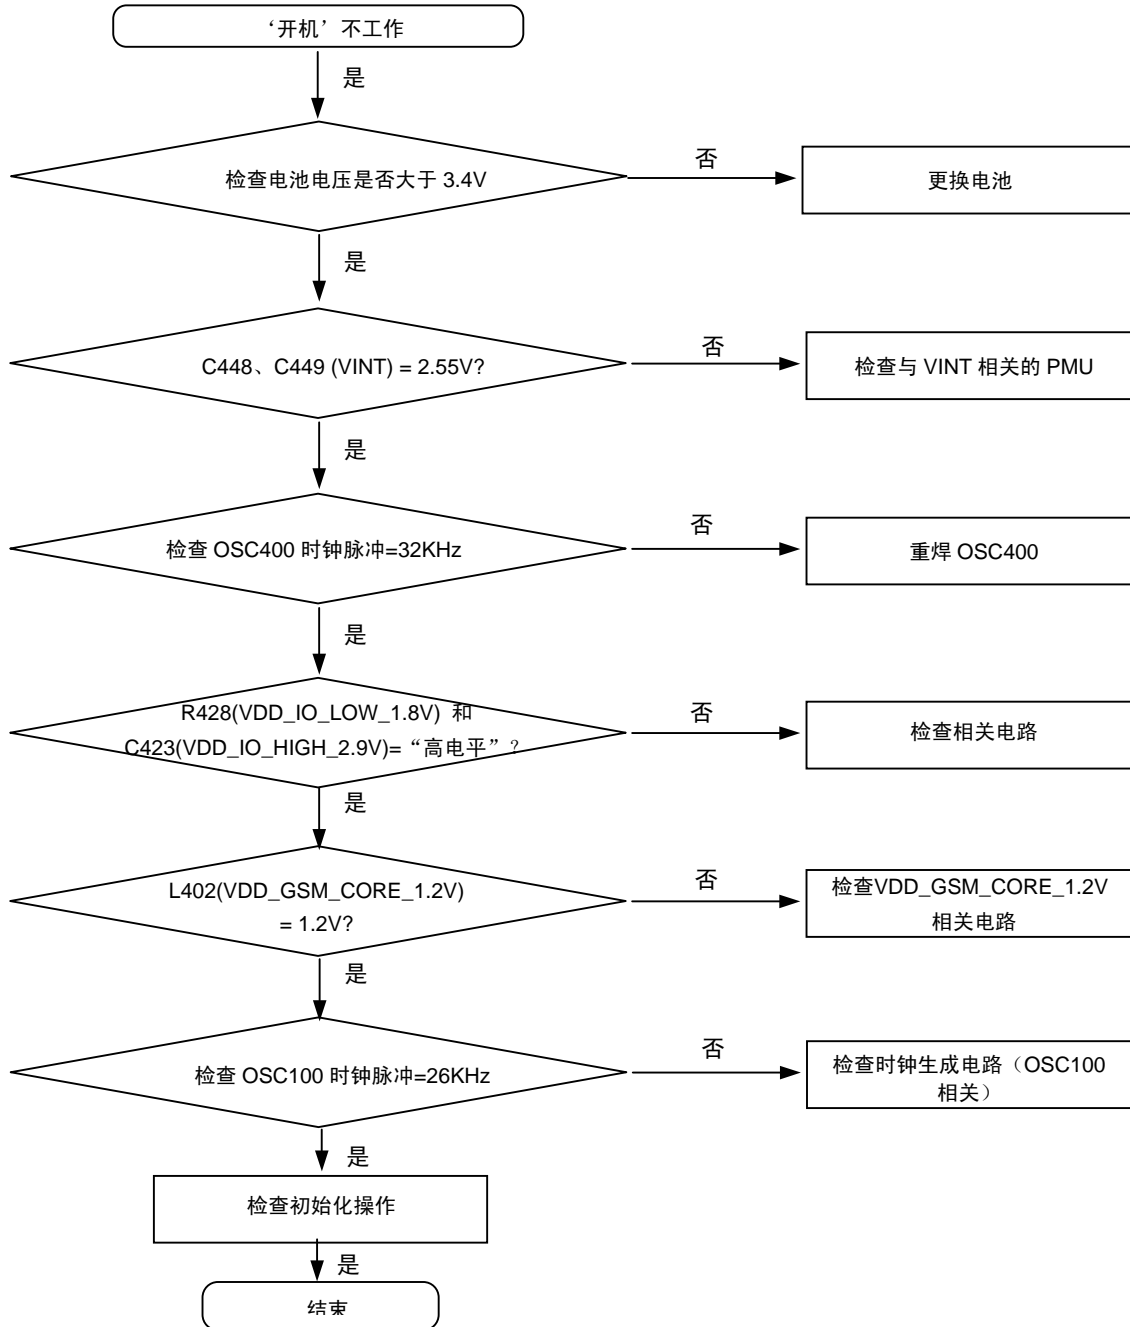 ‘开机’不工作
是
检查电池电压是否大于 3.4V
否
更换电池
是
C448、C449 (VINT) = 2.55V?
否
检查与 VINT 相关的 PMU
是
检查 OSC400 时钟脉冲=32KHz
否
重焊 OSC400
是
R428(VDD_IO_LOW_1.8V) 和
C423(VDD_IO_HIGH_2.9V)=“高电平”?
否
检查相关电路
是
L402(VDD_GSM_CORE_1.2V)
= 1.2V?
否
检查VDD_GSM_CORE_1.2V
相关电路
是
检查 OSC100 时钟脉冲=26KHz
否
检查时钟生成电路（OSC100
相关）
是
检查初始化操作
是
结束